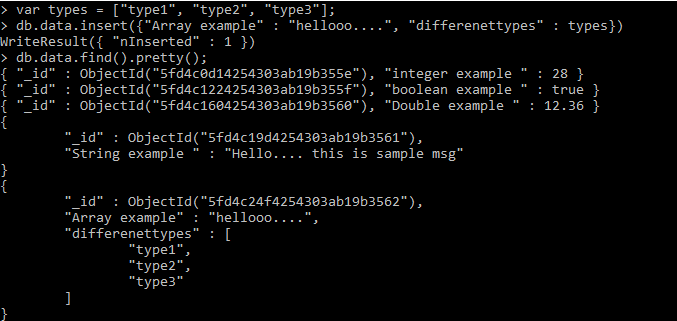 > var types = ["type1", "type2", "type3"];
> db.data.insert({"Array example" : "hellooo....", "differenettypes" : types})
WriteResult({ "nInserted" : 1 })
> db.data.find().pretty();
{ "_id" : ObjectId("5fd4c0d14254303ab19b355e"), "integer example " : 28 }
{ "_id" : ObjectId("5fd4c1224254303ab19b355f"), "boolean example " : true }
{ "_id" : ObjectId("5fd4c1604254303ab19b3560"), "Double example " : 12.36 }
{
        "_id" : ObjectId("5fd4c19d4254303ab19b3561"),
        "String example " : "Hello.... this is sample msg"
}
{
        "_id" : ObjectId("5fd4c24f4254303ab19b3562"),
        "Array example" : "hellooo....",
        "differenettypes" : [
                "type1",
                "type2",
                "type3"
        ]
}